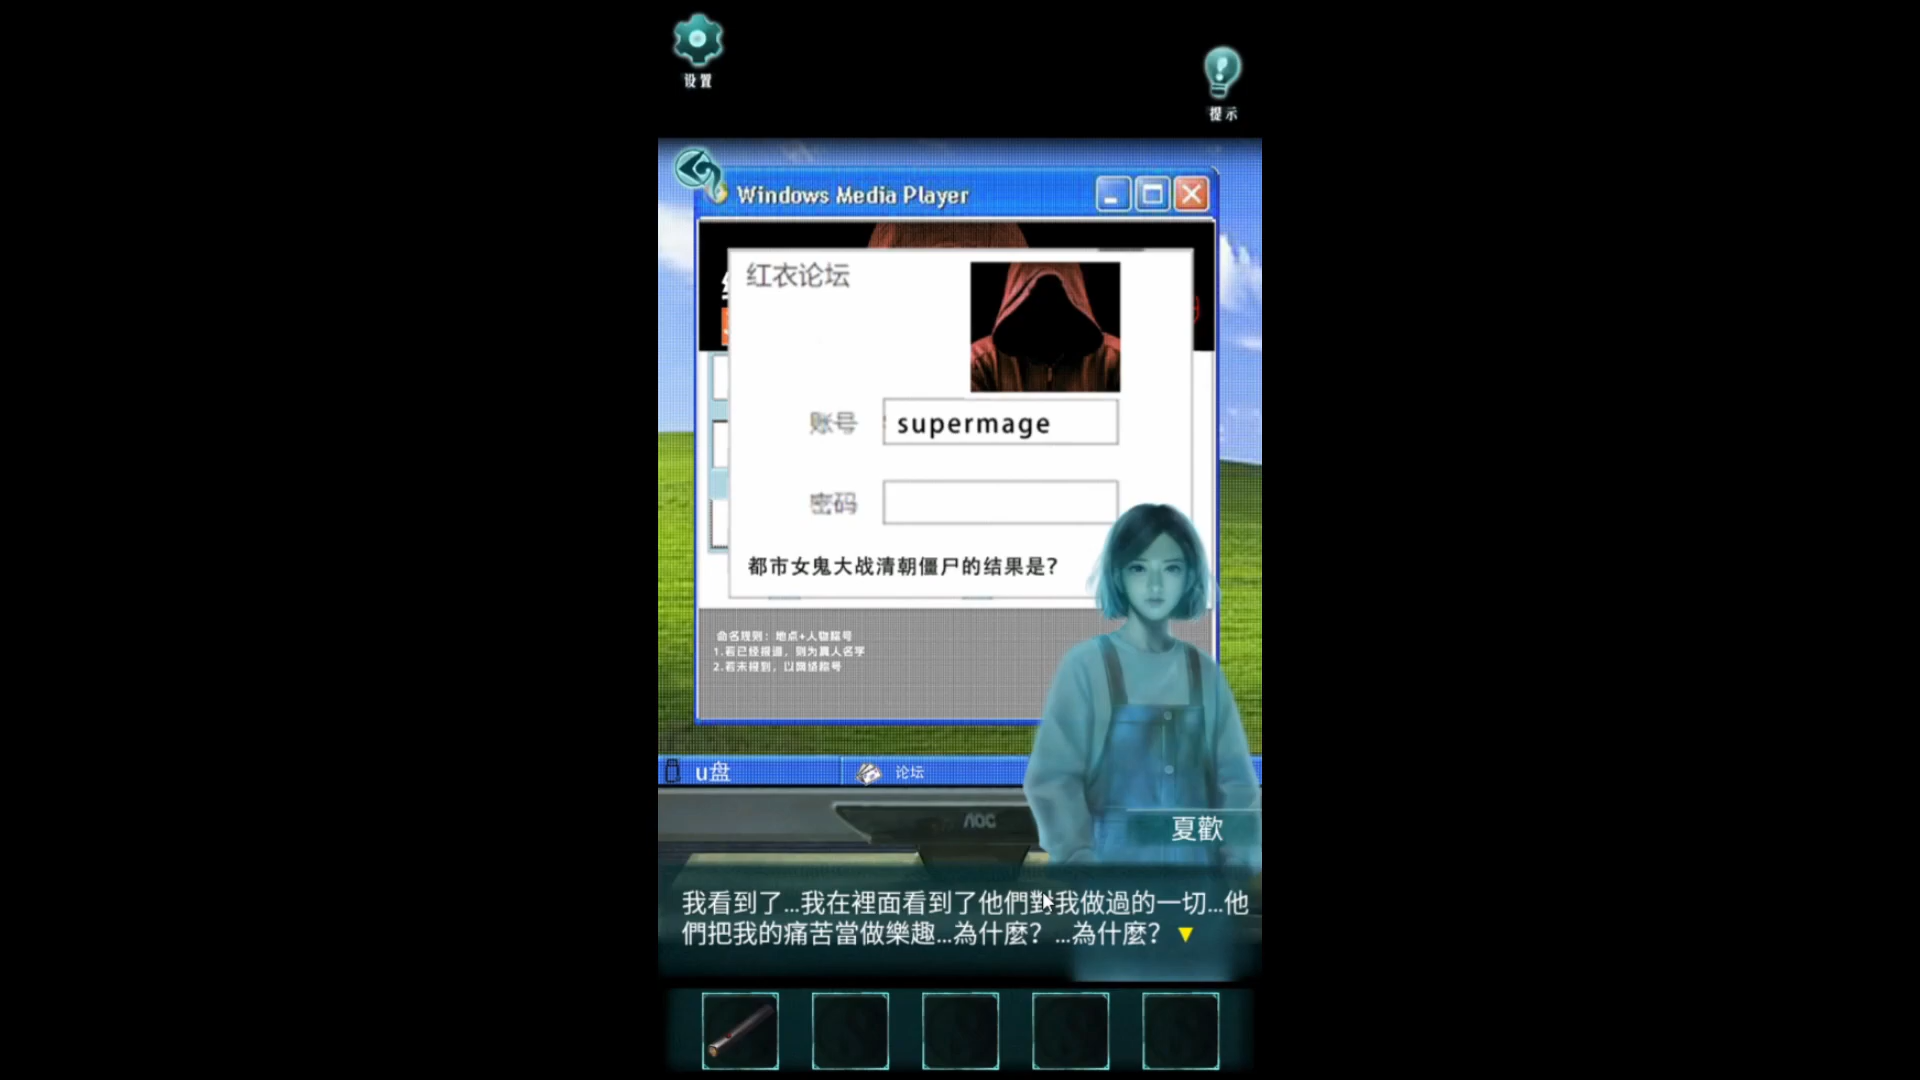 设置
提示
Windows Media Player
红衣论坛
账号
supermage
密码
都市女鬼大战清朝僵尸的结果是?
命名规则：地点+人物称号
1.若已经报道，则为真人名字
2.若未报到，以网络称号
u盘
论坛
AOC
夏歡
我看到了...我在裡面看到了他們對我做過的一切...他
們把我的痛苦當做樂趣...為什麼？...為什麼？